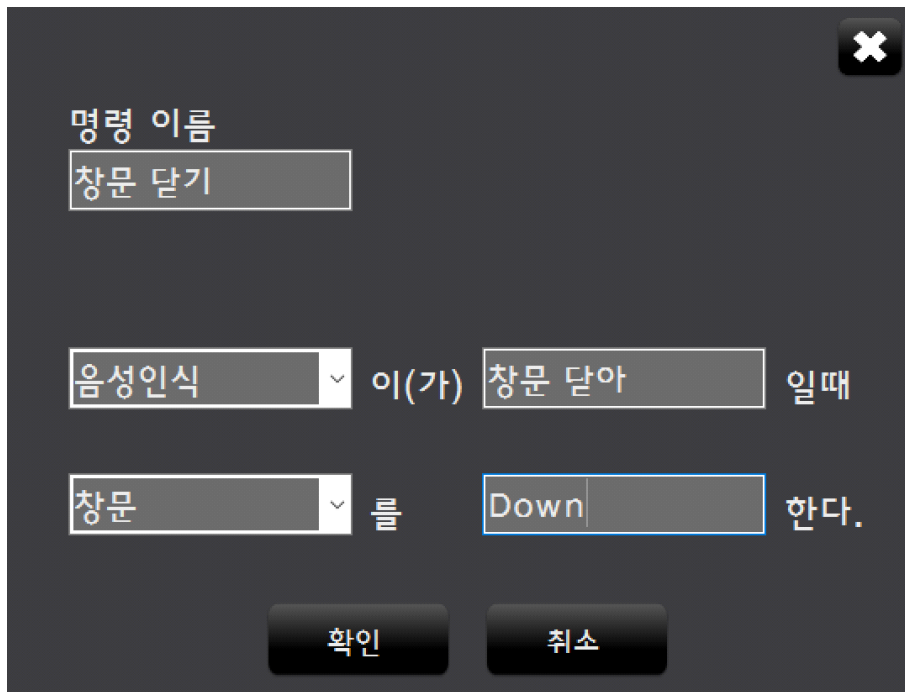 명령 이름
창문 닫기
음성인식 이(가) 창문 닫아 일때
창문 를 Down 한다.
확인 취소